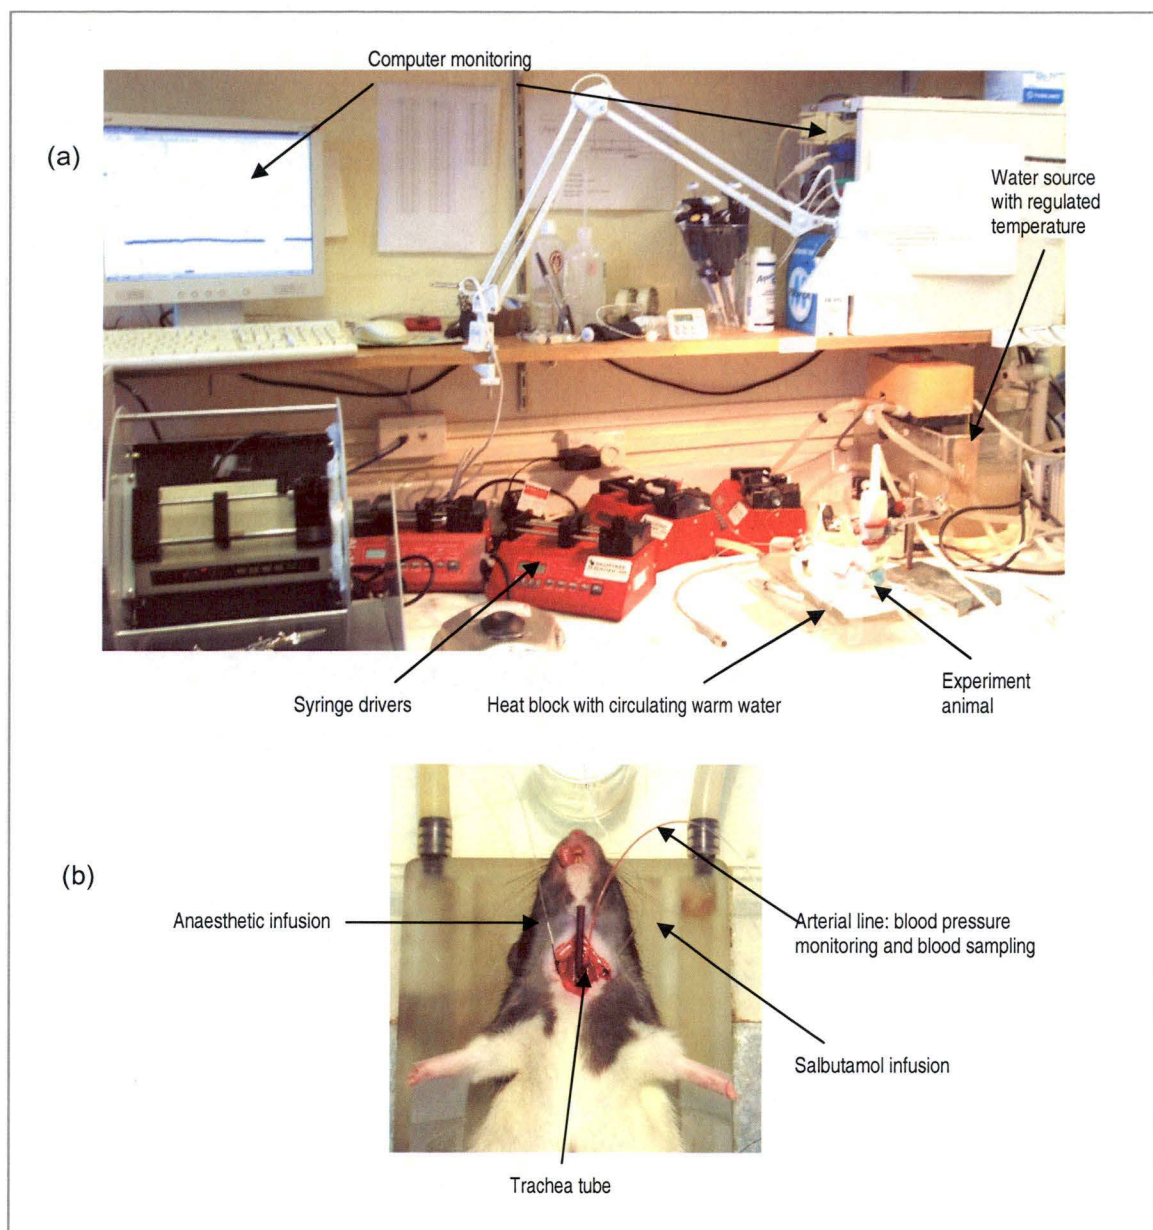 Computer monitoring
(a)
Water source
with regulated
temperature
Syringe drivers
Heat block with circulating warm water
Experiment
animal
(b)
Anaesthetic infusion
Arterial line: blood pressure
monitoring and blood sampling
Salbutamol infusion
Trachea tube